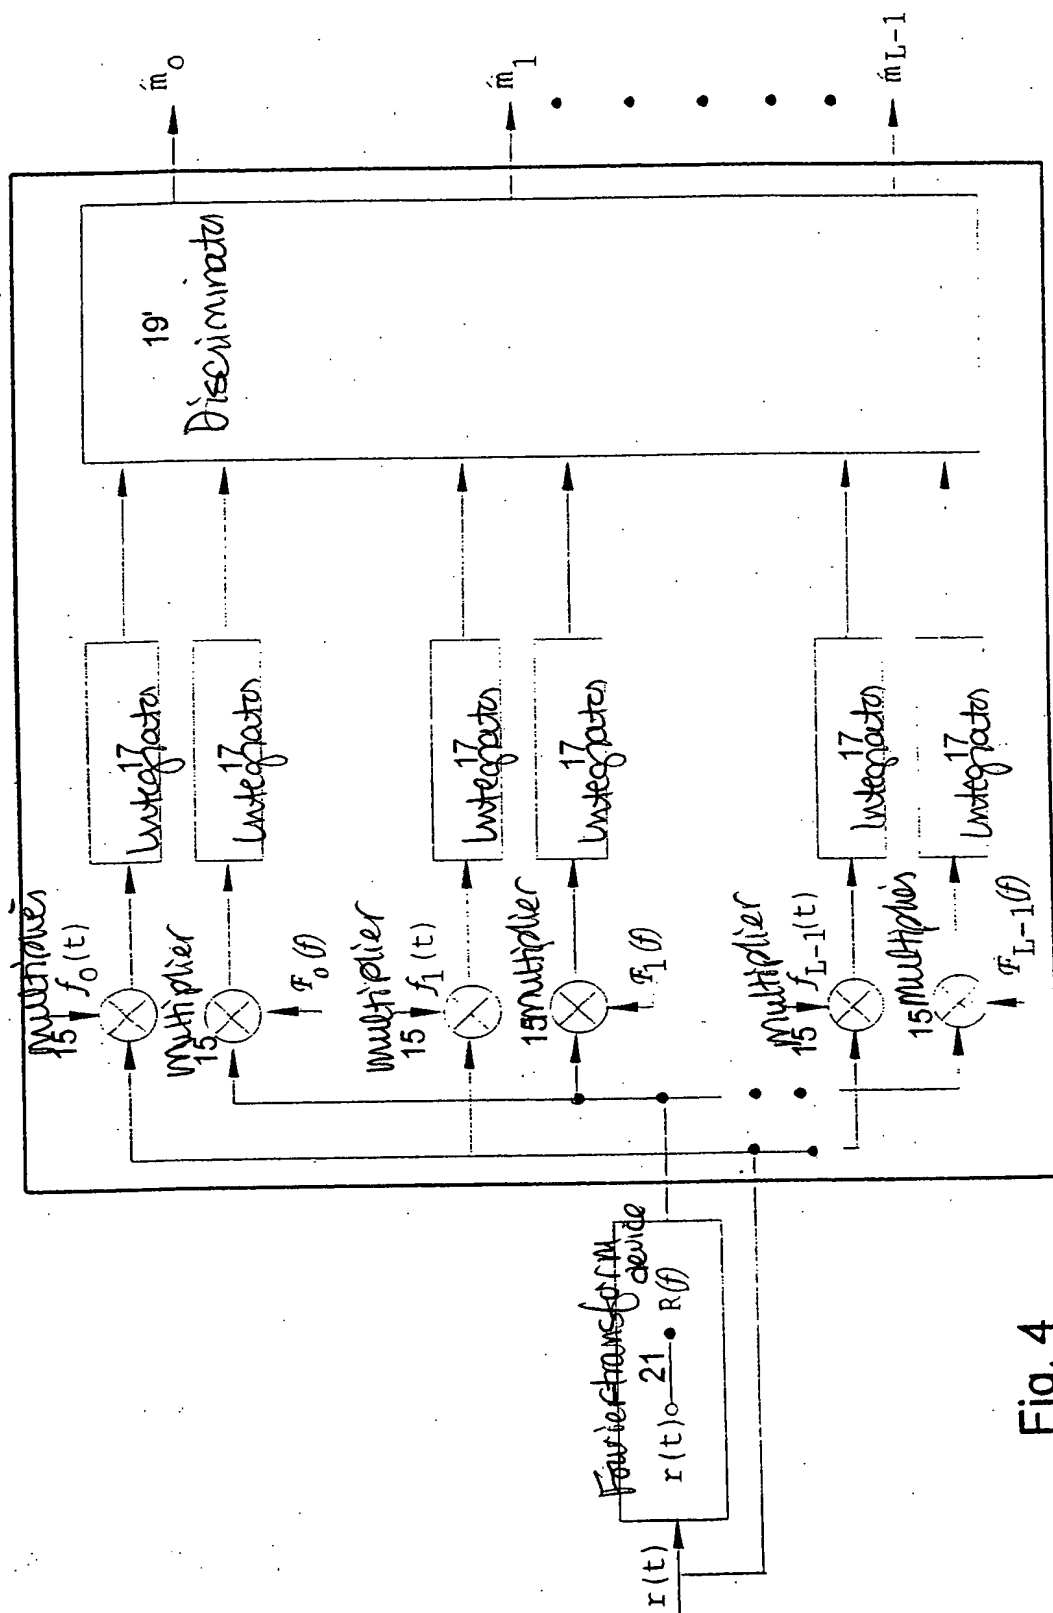 m̂₀
m̂₁
m̂L-1
19'
Discriminator
17
Integrator
17
Integrator
17
Integrator
17
Integrator
17
Integrator
17
Integrator
multiplier
15
f₀(t)
multiplier
15
F₀(f)
multiplier
15
f₁(t)
multiplier
15
F₁(f)
multiplier
15
fL-1(t)
multiplier
15
FL-1(f)
Fourier transform
device
21
r(t) R(f)
r(t)
Fig. 4